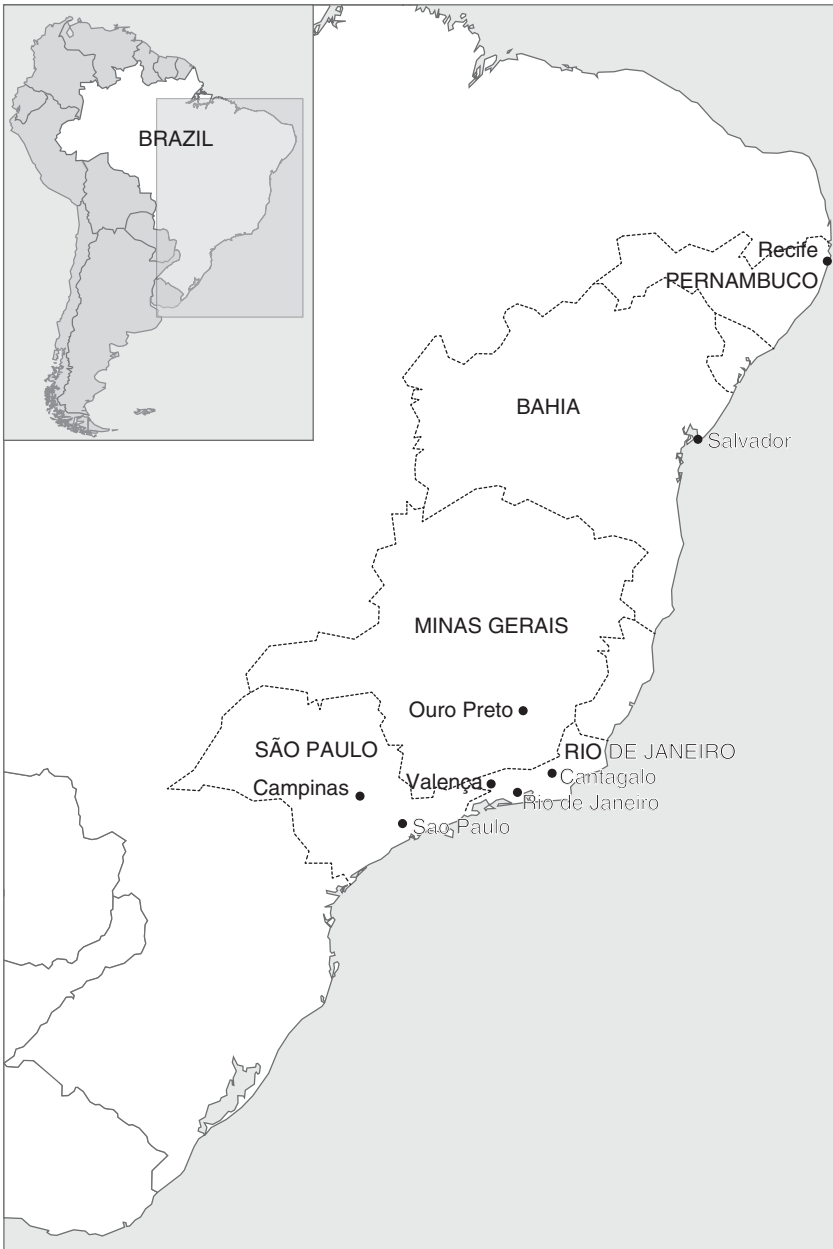 BRAZIL
Recife
PERNAMBUCO
BAHIA
Salvador
MINAS GERAIS
Ouro Preto
SÃO PAULO
RIO DE JANEIRO
Campinas
Valença
Cantagalo
Rio de Janeiro
Sao Paulo